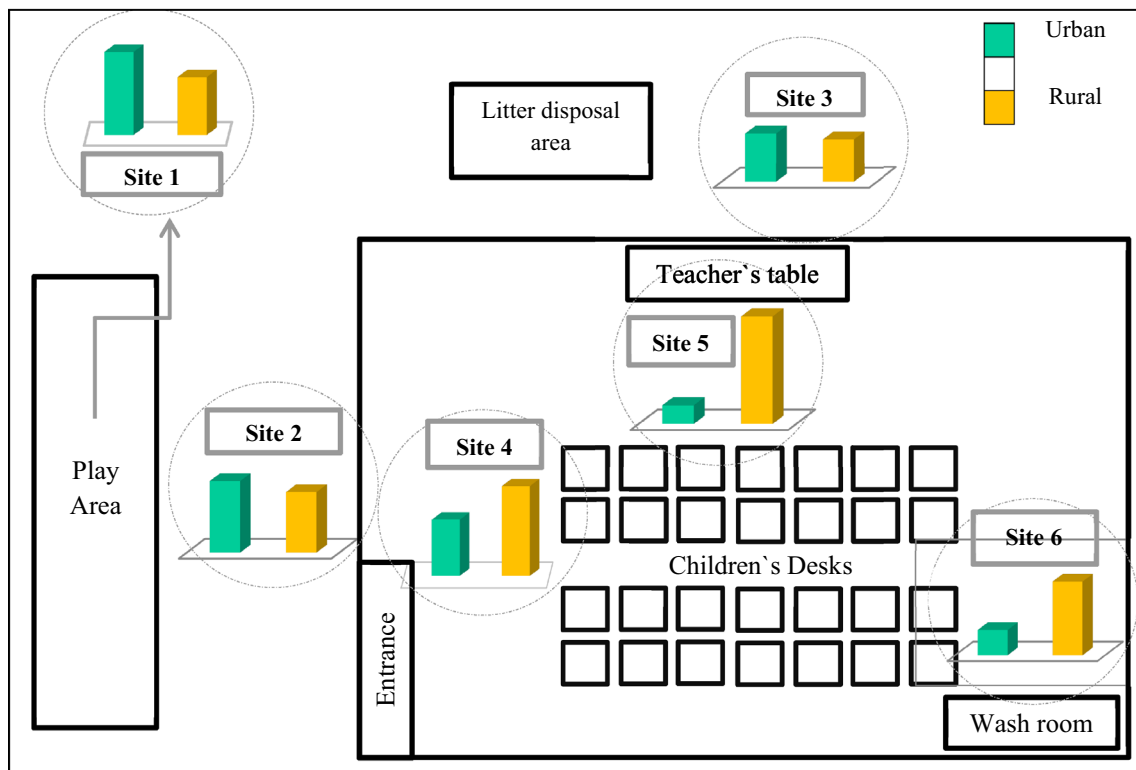 Urban
Rural
Site 1
Litter disposal
area
Site 3
Teacher`s table
Site 5
Site 2
Site 4
Play
Area
Site 6
Children`s Desks
Entrance
Wash room